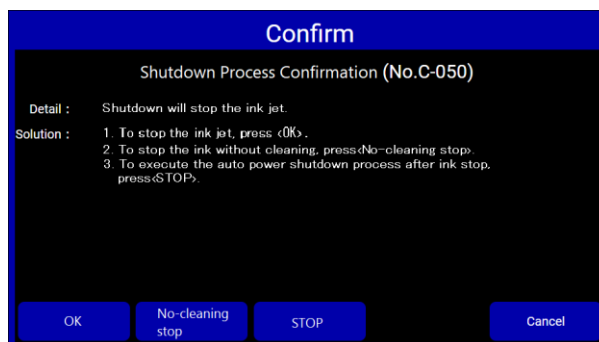 Confirm
Shutdown Process Confirmation (No.C-050)
Detail : Shutdown will stop the ink jet.
Solution : 1. To stop the ink jet, press <OK>.
2. To stop the ink without cleaning, press<No-cleaning stop>.
3. To execute the auto power shutdown process after ink stop,
press<STOP>.
OK
No-cleaning
stop
STOP
Cancel